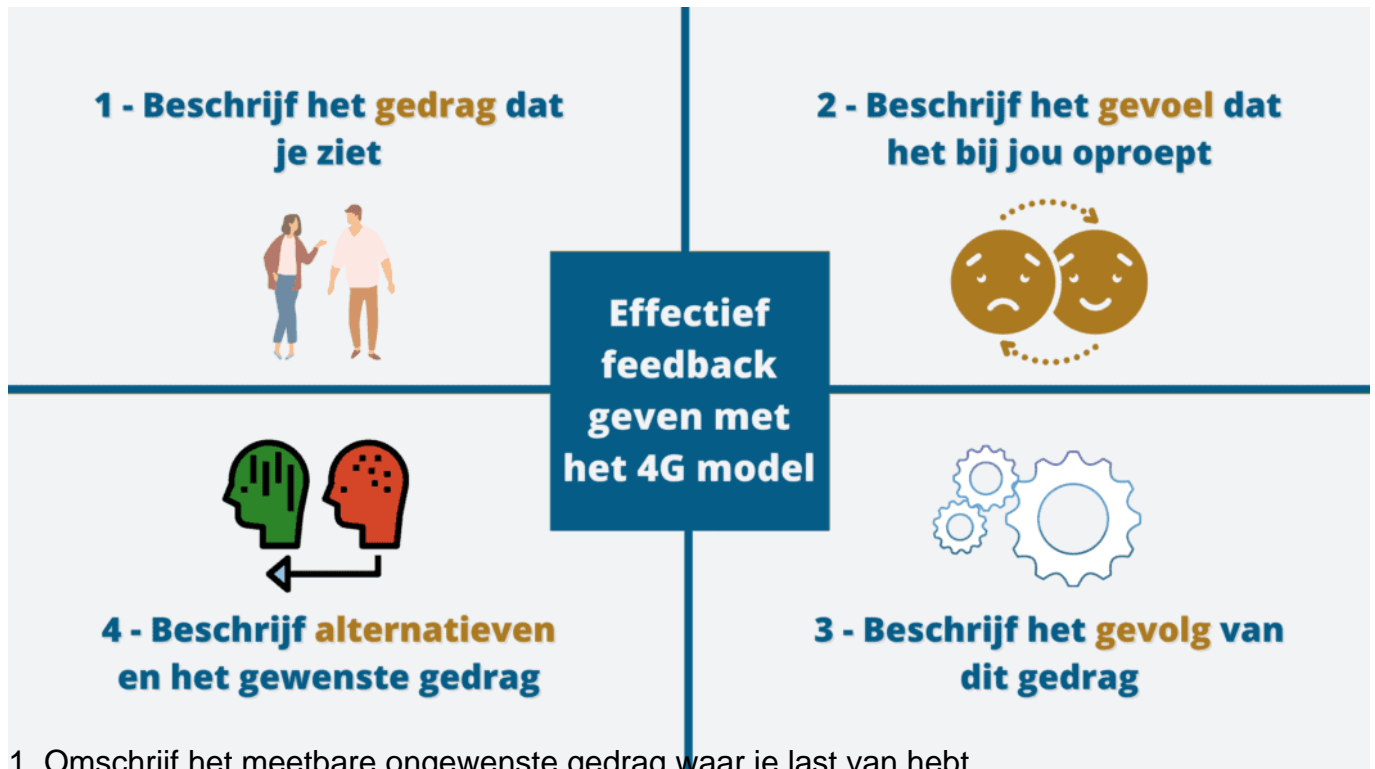 1 - Beschrijf het gedrag dat
je ziet
2 - Beschrijf het gevoel dat
het bij jou oproept
Effectief
feedback
geven met
het 4G model
4 - Beschrijf alternatieven
en het gewenste gedrag
3 - Beschrijf het gevolg van
dit gedrag
1. Omschrijf het meetbare ongewenste gedrag waar je last van hebt